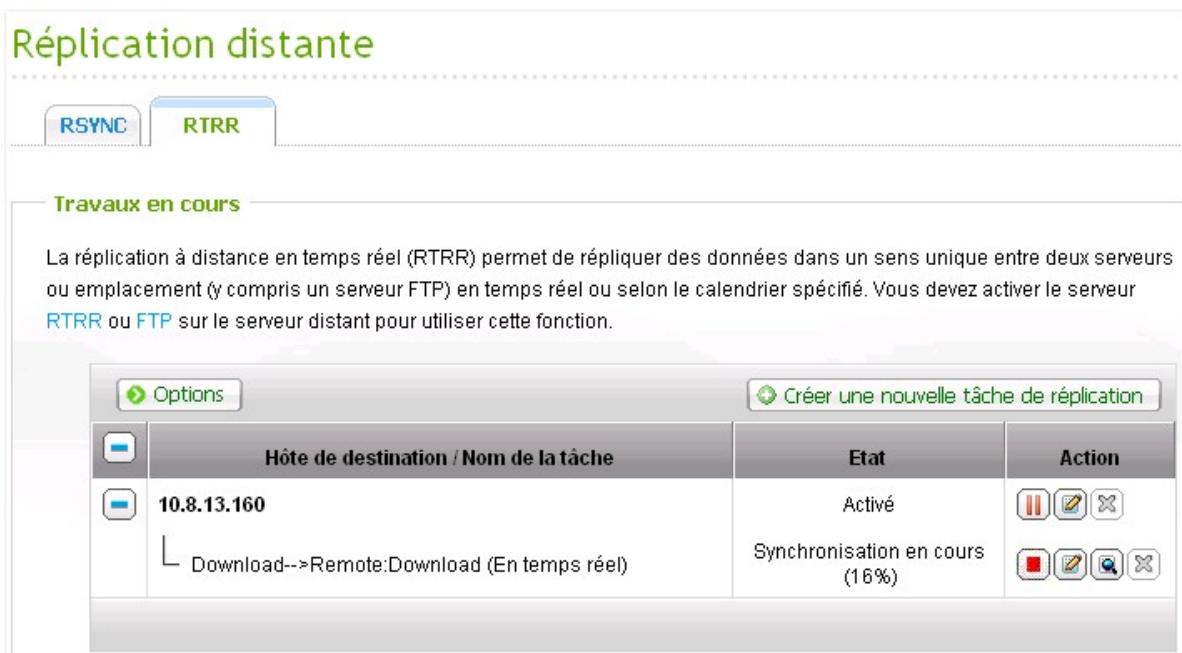 Réplication distante
RSYNC RTRR
Travaux en cours
La réplication à distance en temps réel (RTRR) permet de répliquer des données dans un sens unique entre deux serveurs
ou emplacement (y compris un serveur FTP) en temps réel ou selon le calendrier spécifié. Vous devez activer le serveur
RTRR ou FTP sur le serveur distant pour utiliser cette fonction.
Options Créer une nouvelle tâche de réplication
Hôte de destination / Nom de la tâche Etat Action
10.8.13.160 Activé
Download-->Remote:Download (En temps réel) Synchronisation en cours
(16%)